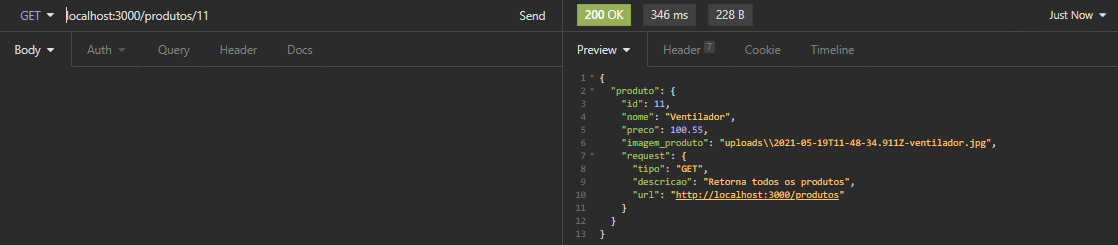 GET localhost:3000/produtos/11 Send
200 OK 346 ms 228 B Just Now
Body Auth Query Header Docs
Preview Header 7 Cookie Timeline
1 {
2 "produto": {
3 "id": 11,
4 "nome": "Ventilador",
5 "preco": 100.55,
6 "imagem_produto": "uploads\\2021-05-19T11-48-34.911Z-ventilador.jpg",
7 "request": {
8 "tipo": "GET",
9 "descricao": "Retorna todos os produtos",
10 "url": "http://localhost:3000/produtos"
11 }
12 }
13 }